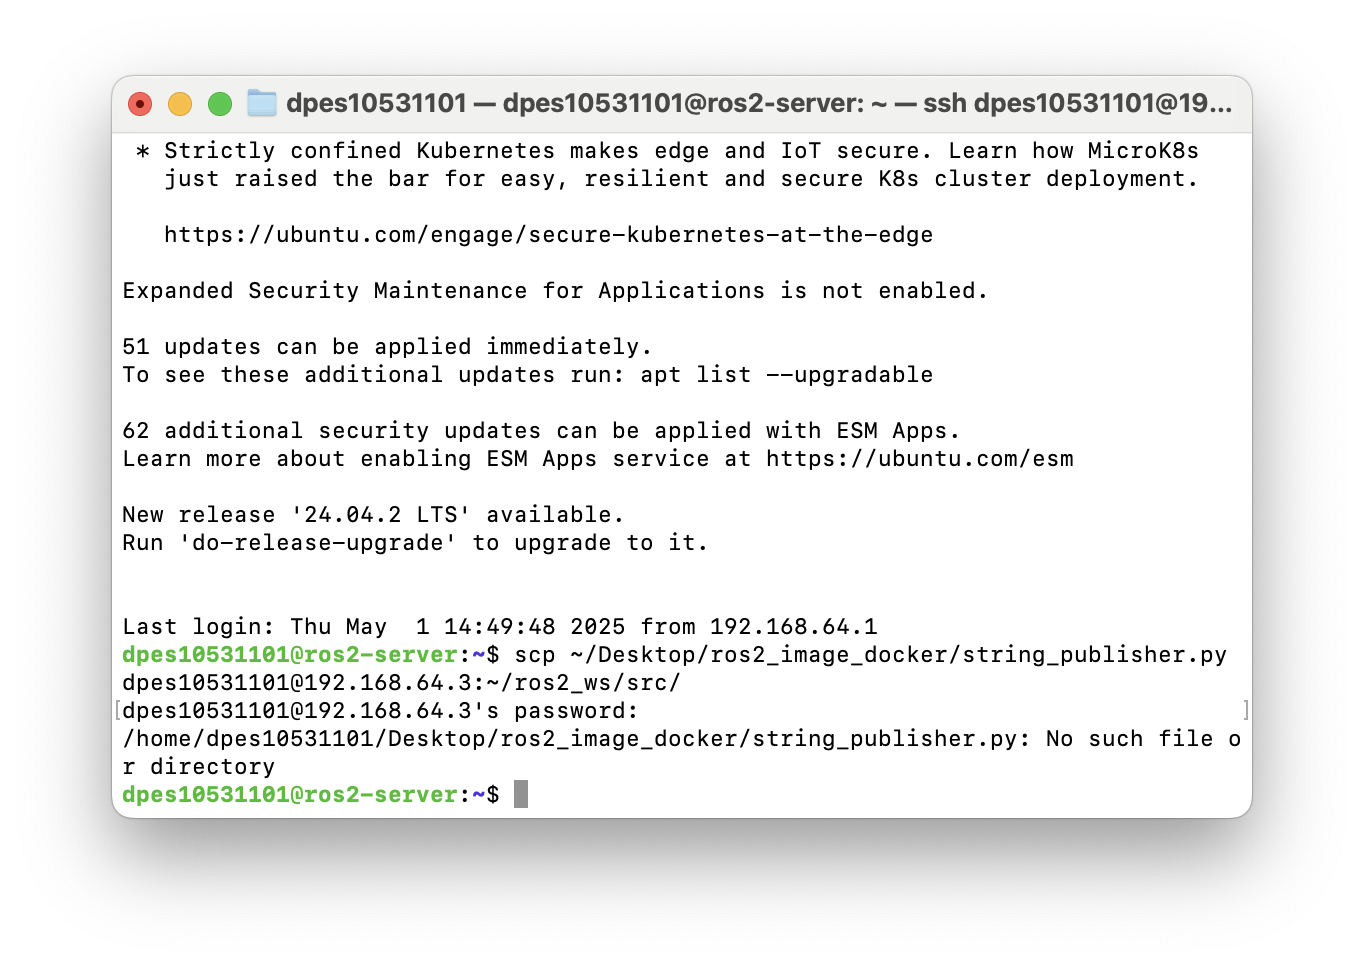 dpes10531101 — dpes10531101@ros2-server: ~ — ssh dpes10531101@19...
* Strictly confined Kubernetes makes edge and IoT secure. Learn how MicroK8s
just raised the bar for easy, resilient and secure K8s cluster deployment.
https://ubuntu.com/engage/secure-kubernetes-at-the-edge
Expanded Security Maintenance for Applications is not enabled.
51 updates can be applied immediately.
To see these additional updates run: apt list --upgradable
62 additional security updates can be applied with ESM Apps.
Learn more about enabling ESM Apps service at https://ubuntu.com/esm
New release '24.04.2 LTS' available.
Run 'do-release-upgrade' to upgrade to it.
Last login: Thu May  1 14:49:48 2025 from 192.168.64.1
dpes10531101@ros2-server:~$ scp ~/Desktop/ros2_image_docker/string_publisher.py
dpes10531101@192.168.64.3:~/ros2_ws/src/
[dpes10531101@192.168.64.3's password: ]
/home/dpes10531101/Desktop/ros2_image_docker/string_publisher.py: No such file o
r directory
dpes10531101@ros2-server:~$